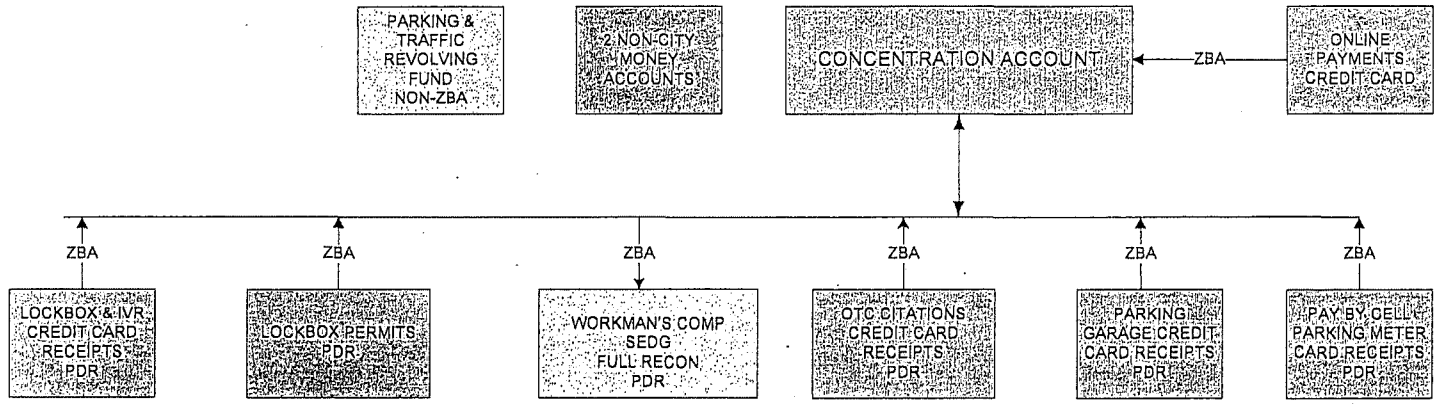 PARKING &
TRAFFIC
REVOLVING
FUND
NON-ZBA
2 NON-CITY
MONEY
ACCOUNTS
CONCENTRATION ACCOUNT
ZBA
ONLINE
PAYMENTS
CREDIT CARD
ZBA
ZBA
ZBA
ZBA
ZBA
ZBA
LOCKBOX & IVR
CREDIT CARD
RECEIPTS
PDR
LOCKBOX PERMITS
PDR
WORKMAN'S COMP
SEDG
FULL RECON
PDR
OTC CITATIONS
CREDIT CARD
RECEIPTS
PDR
PARKING
GARAGE CREDIT
CARD RECEIPTS
PDR
PAY BY CELL
PARKING METER
CARD RECEIPTS
PDR